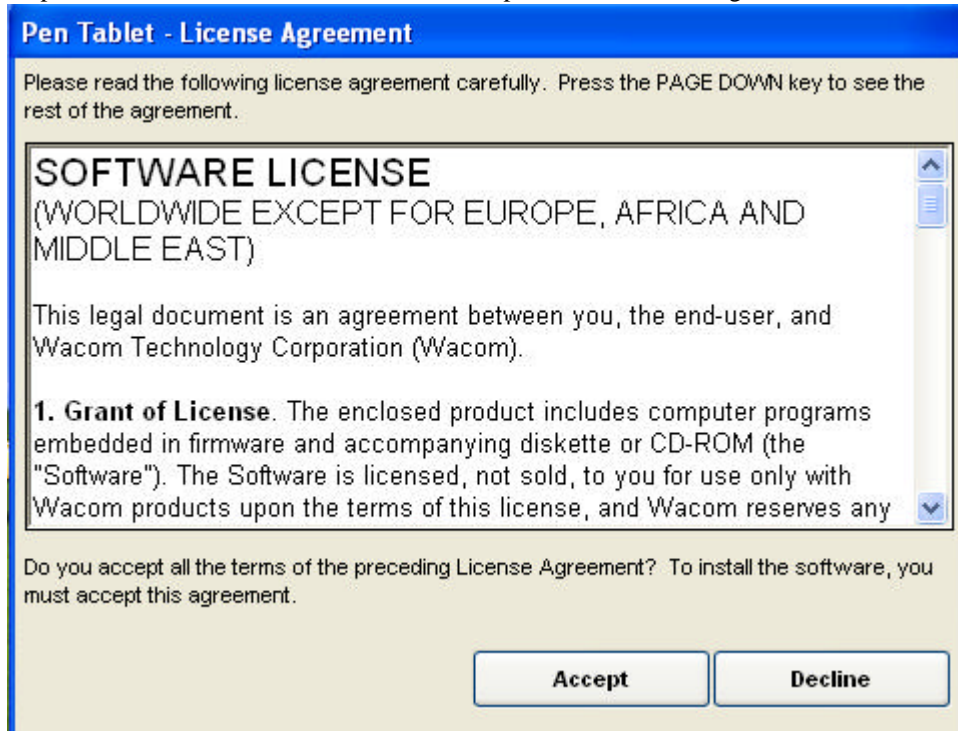 Pen Tablet - License Agreement
Please read the following license agreement carefully. Press the PAGE DOWN key to see the
rest of the agreement.
SOFTWARE LICENSE
(WORLDWIDE EXCEPT FOR EUROPE, AFRICA AND
MIDDLE EAST)
This legal document is an agreement between you, the end-user, and
Wacom Technology Corporation (Wacom).
1. Grant of License. The enclosed product includes computer programs
embedded in firmware and accompanying diskette or CD-ROM (the
"Software"). The Software is licensed, not sold, to you for use only with
Wacom products upon the terms of this license, and Wacom reserves any
Do you accept all the terms of the preceding License Agreement? To install the software, you
must accept this agreement.
Accept Decline